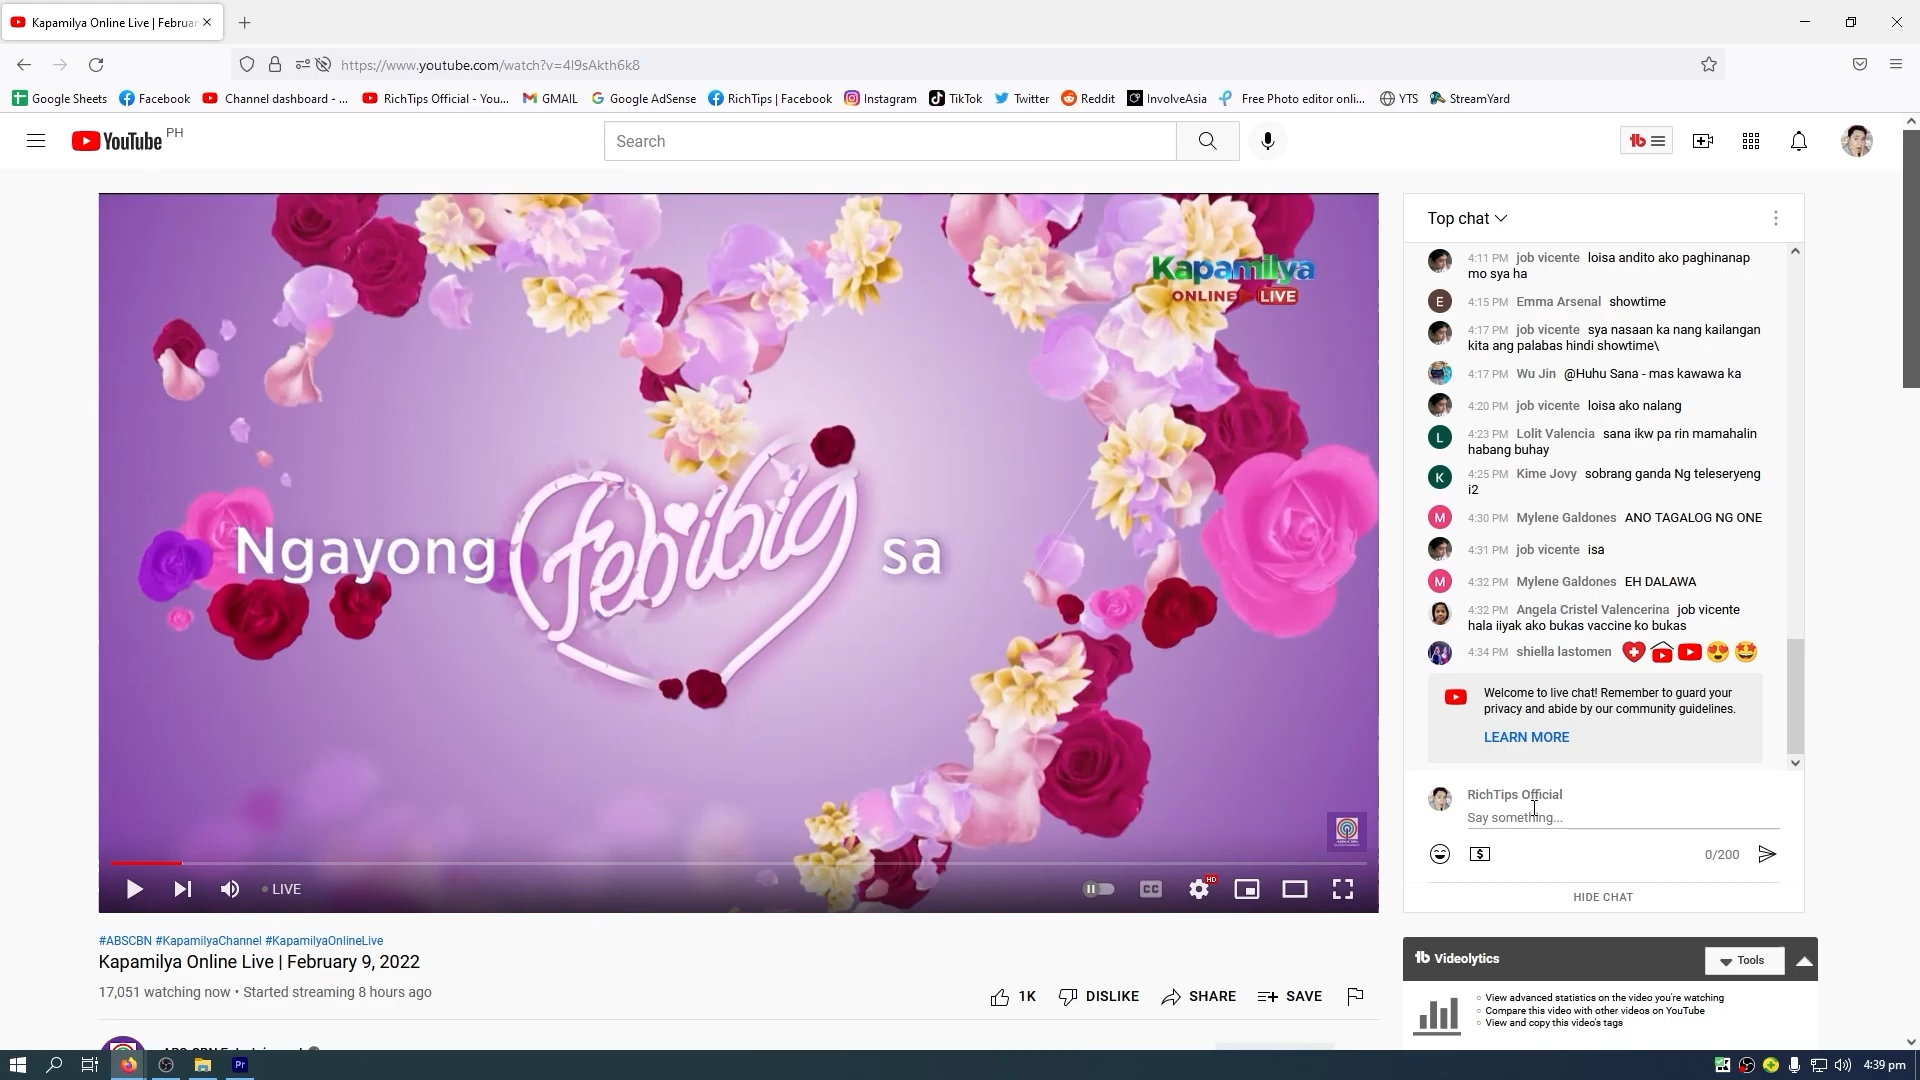 Kapamilya Online Live | Februar
https://www.youtube.com/watch?v=4l9sAkth6k8
Google Sheets Facebook Channel dashboard - ... RichTips Official - You... GMAIL Google AdSense RichTips | Facebook Instagram TikTok Twitter Reddit InvolveAsia Free Photo editor onli... YTS StreamYard
YouTube PH
Search
Kapamilya
ONLINE LIVE
Ngayong Febibig sa
LIVE
CC
HD
Top chat
4:11 PM job vicente loisa andito ako paghinanap
mo sya ha
E 4:15 PM Emma Arsenal showtime
4:17 PM job vicente sya nasaan ka nang kailangan
kita ang palabas hindi showtime\
4:17 PM Wu Jin @Huhu Sana - mas kawawa ka
4:20 PM job vicente loisa ako nalang
L 4:23 PM Lolit Valencia sana ikw pa rin mamahalin
habang buhay
K 4:25 PM Kime Jovy sobrang ganda Ng teleseryeng
i2
M 4:30 PM Mylene Galdones ANO TAGALOG NG ONE
4:31 PM job vicente isa
M 4:32 PM Mylene Galdones EH DALAWA
4:32 PM Angela Cristel Valencerina job vicente
hala iiyak ako bukas vaccine ko bukas
4:34 PM shiella lastomen
Welcome to live chat! Remember to guard your
privacy and abide by our community guidelines.
LEARN MORE
RichTips Official
Say something...
0/200
HIDE CHAT
#ABSCBN #KapamilyaChannel #KapamilyaOnlineLive
Kapamilya Online Live | February 9, 2022
17,051 watching now • Started streaming 8 hours ago
1K DISLIKE SHARE SAVE
Videolytics
Tools
View advanced statistics on the video you're watching
Compare this video with other videos on YouTube
View and copy this video's tags
Pr
4:39 pm